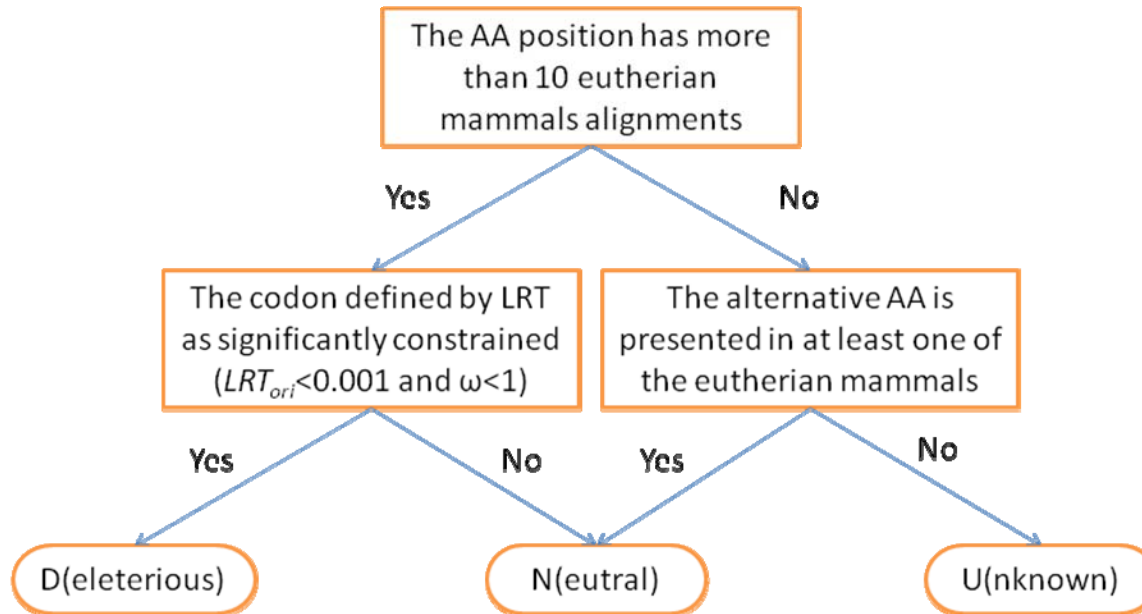 The AA position has more
than 10 eutherian
mammals alignments
Yes
No
The codon defined by LRT
as significantly constrained
(LRTori<0.001 and ω<1)
The alternative AA is
presented in at least one of
the eutherian mammals
Yes
No
Yes
No
D(eleterious)
N(eutral)
U(nknown)